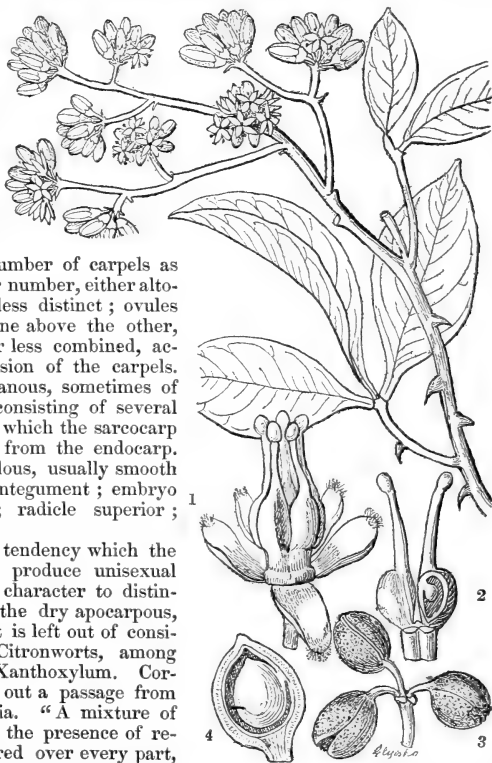 umber of carpels as
number, either alto-
less distinct ; ovules
ne above the other,
r less combined, ac-
sion of the carpels.
anous, sometimes of
consisting of several
which the sarcocarp
from the endocarp.
lous, usually smooth
ntegument ; embryo
; radicle superior ;
tendency which the
produce unisexual
character to distin-
the dry apocarpous,
t is left out of consi-
Citronworts, among
Xanthoxylum. Cor-
out a passage from
ia. “A mixture of
the presence of re-
red over every part,
1
2
4
3